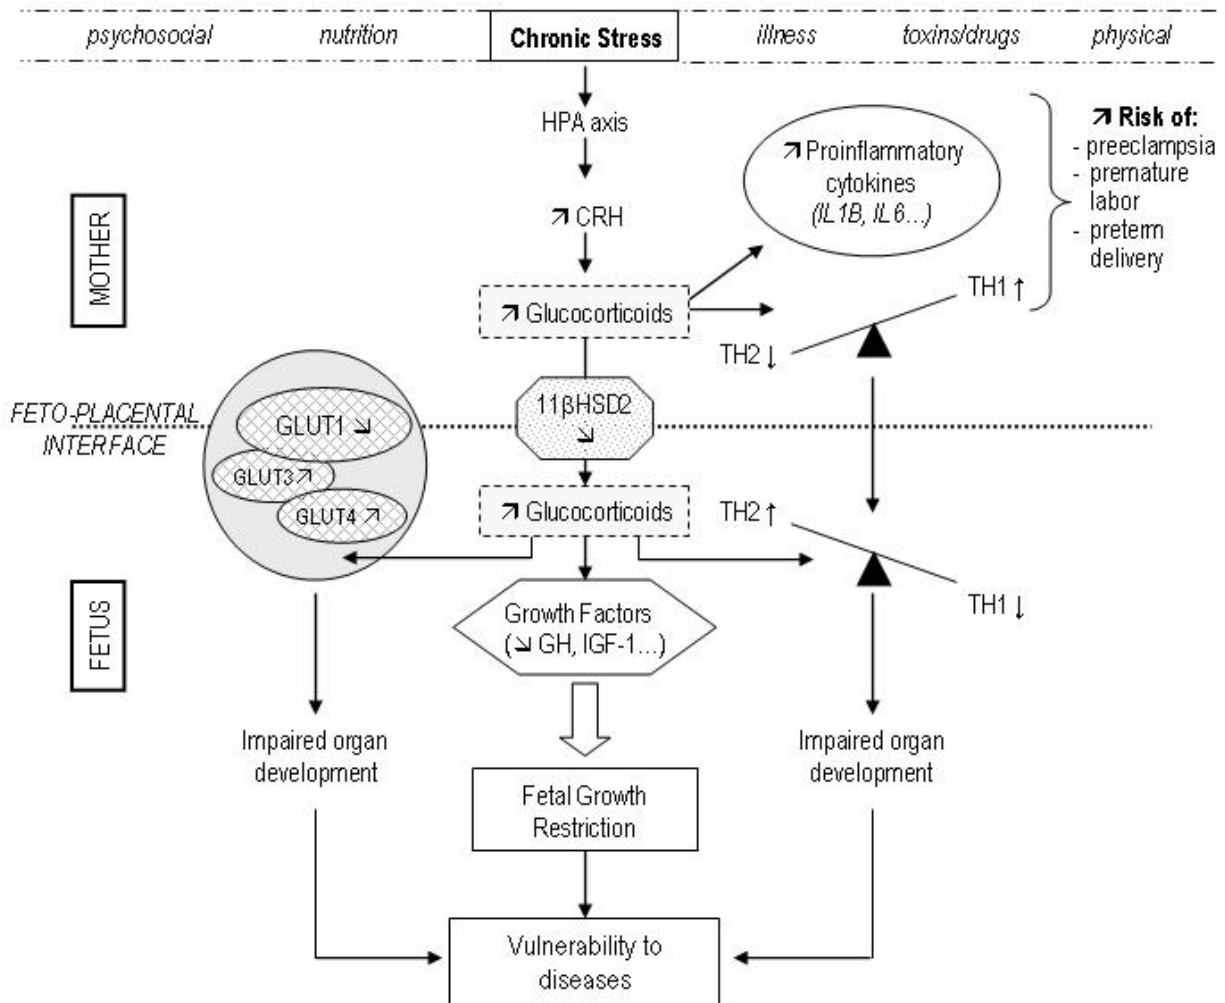 psychosocial nutrition Chronic Stress illness toxins/drugs physical
HPA axis
↗ CRH
↗ Glucocorticoids
↗ Proinflammatory
cytokines
(IL1B, IL6...)
↗ Risk of:
- preeclampsia
- premature
labor
- preterm
delivery
TH1 ↑
TH2 ↓
MOTHER
FETO-PLACENTAL
INTERFACE
GLUT1 ↘
GLUT3 ↗
GLUT4 ↗
11βHSD2
↘
↗ Glucocorticoids
TH2 ↑
TH1 ↓
FETUS
Growth Factors
(↘ GH, IGF-1...)
Impaired organ
development
Fetal Growth
Restriction
Impaired organ
development
Vulnerability to
diseases